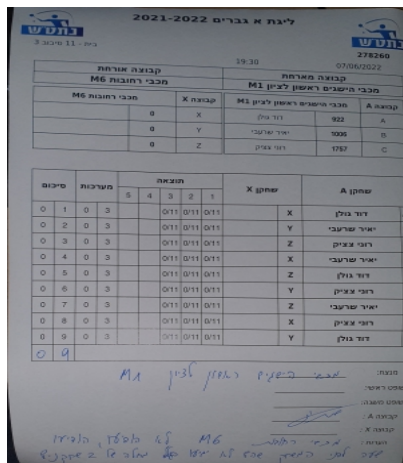 ליגת א גברים 2021-2022
נתטש
נתטש
בית - 11 סיבוב 3
278260
19:30
07/06/2022
קבוצה מארחת
קבוצה אורחת
מכבי הישגים ראשון לציון M1
מכבי רחובות M6
קבוצה A מכבי הישגים ראשון לציון M1 קבוצה X מכבי רחובות M6
A דוד גולן 922 X 0
B יאיר שרעבי 1006 Y 0
C רוני צציק 1757 Z 0
שחקן A שחקן X תוצאה מערכות סיכום
1 2 3 4 5
דוד גולן X 0/11 0/11 0/11 3 0 1 0
יאיר שרעבי Y 0/11 0/11 0/11 3 0 2 0
רוני צציק Z 0/11 0/11 0/11 3 0 3 0
יאיר שרעבי X 0/11 0/11 0/11 3 0 4 0
דוד גולן Z 0/11 0/11 0/11 3 0 5 0
רוני צציק Y 0/11 0/11 0/11 3 0 6 0
יאיר שרעבי Z 0/11 0/11 0/11 3 0 7 0
רוני צציק X 0/11 0/11 0/11 3 0 8 0
דוד גולן Y 0/11 0/11 0/11 3 0 9 0
9 0
מנצח: מכבי הישגים ראשון לציון M1
שופט ראשי:
שופט משנה:
קבוצה A:
קבוצה X:
הערות: מכבי רחובות M6 לא הופיעו, הודיעו